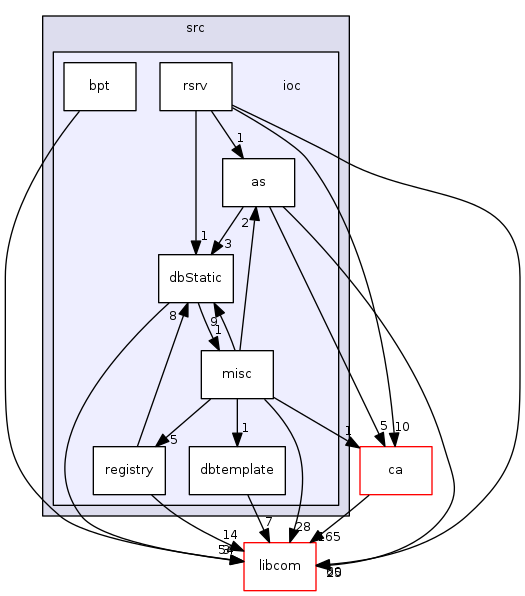 src
bpt
rsrv
ioc
1
as
2
1
3
dbStatic
8
9
1
misc
5
1
1
5
10
registry
dbtemplate
ca
14
7
28
165
libcom